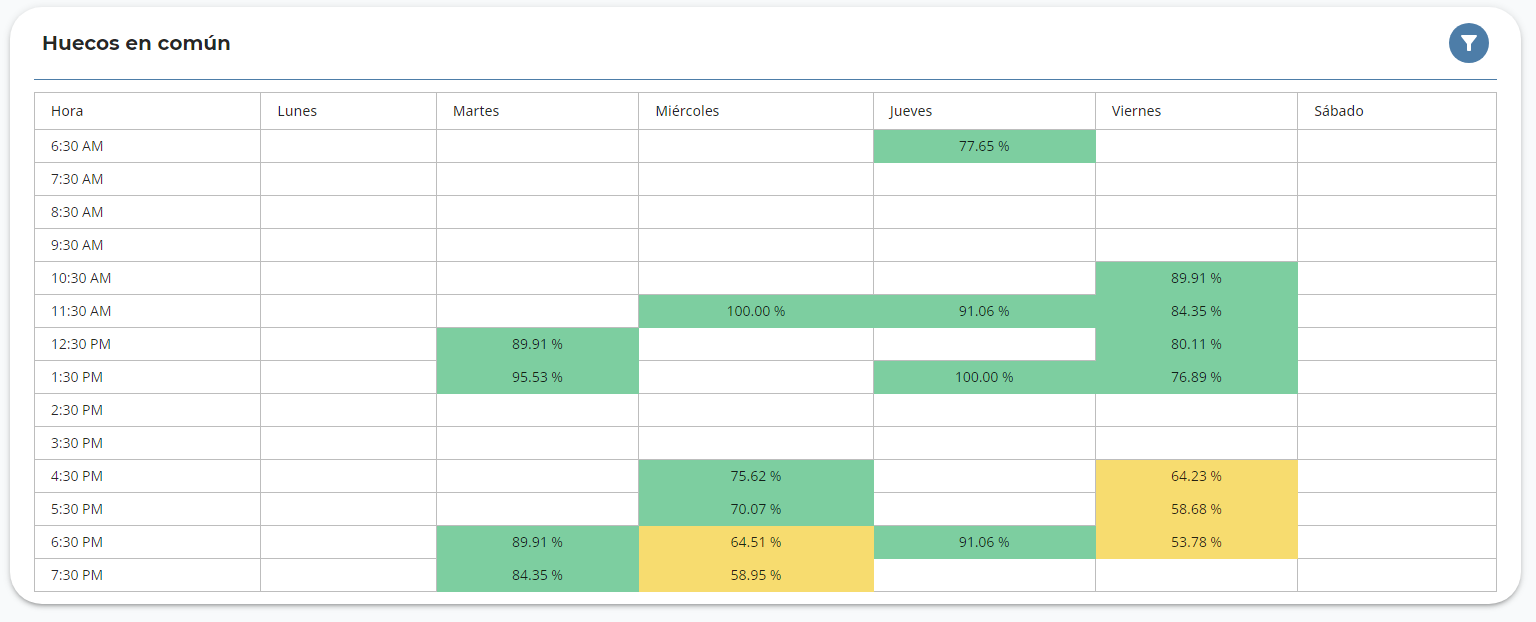 Huecos en común
Hora Lunes Martes Miércoles Jueves Viernes Sábado
6:30 AM 77.65 %
7:30 AM
8:30 AM
9:30 AM
10:30 AM 89.91 %
11:30 AM 100.00 % 91.06 % 84.35 %
12:30 PM 89.91 % 80.11 %
1:30 PM 95.53 % 100.00 % 76.89 %
2:30 PM
3:30 PM
4:30 PM 75.62 % 64.23 %
5:30 PM 70.07 % 58.68 %
6:30 PM 89.91 % 64.51 % 91.06 % 53.78 %
7:30 PM 84.35 % 58.95 %